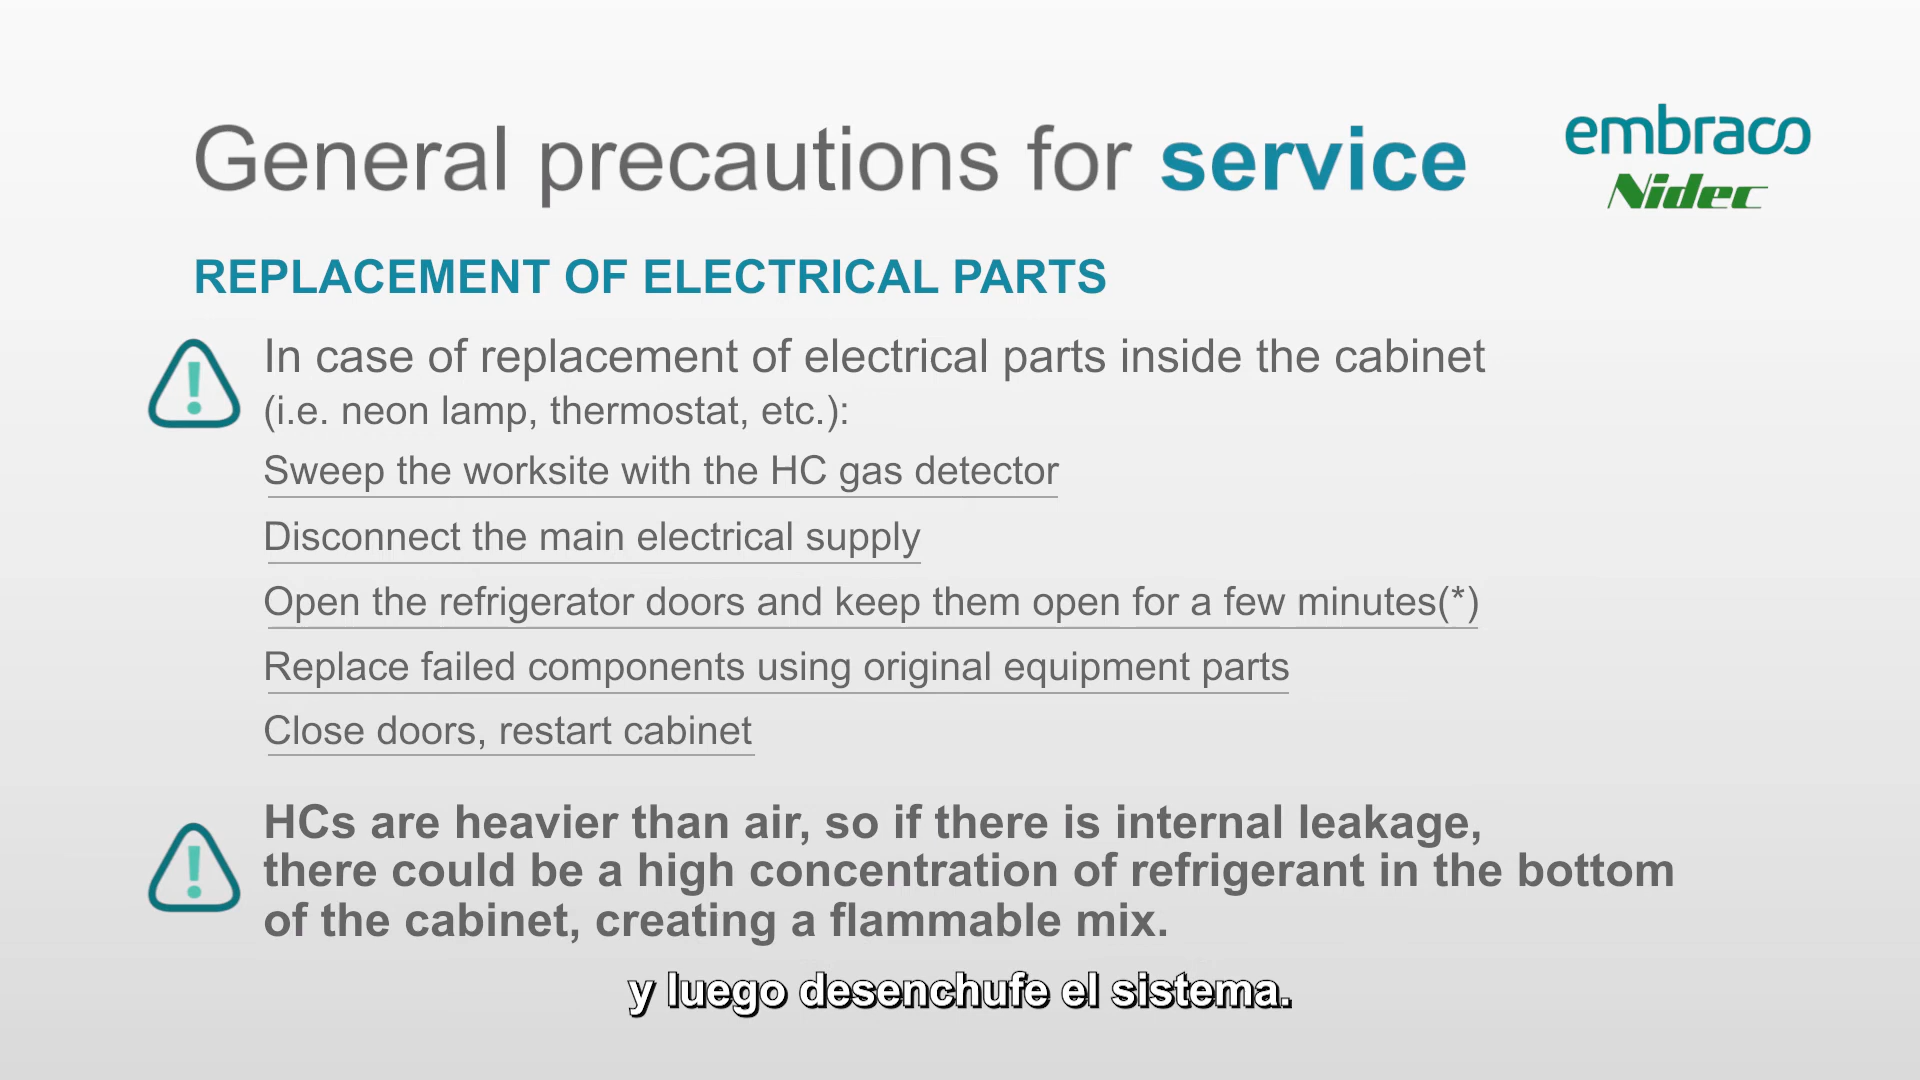 General precautions for service
embraco
Nidec
REPLACEMENT OF ELECTRICAL PARTS
In case of replacement of electrical parts inside the cabinet
(i.e. neon lamp, thermostat, etc.):
Sweep the worksite with the HC gas detector
Disconnect the main electrical supply
Open the refrigerator doors and keep them open for a few minutes(*)
Replace failed components using original equipment parts
Close doors, restart cabinet
HCs are heavier than air, so if there is internal leakage,
there could be a high concentration of refrigerant in the bottom
of the cabinet, creating a flammable mix.
y luego desenchufe el sistema.